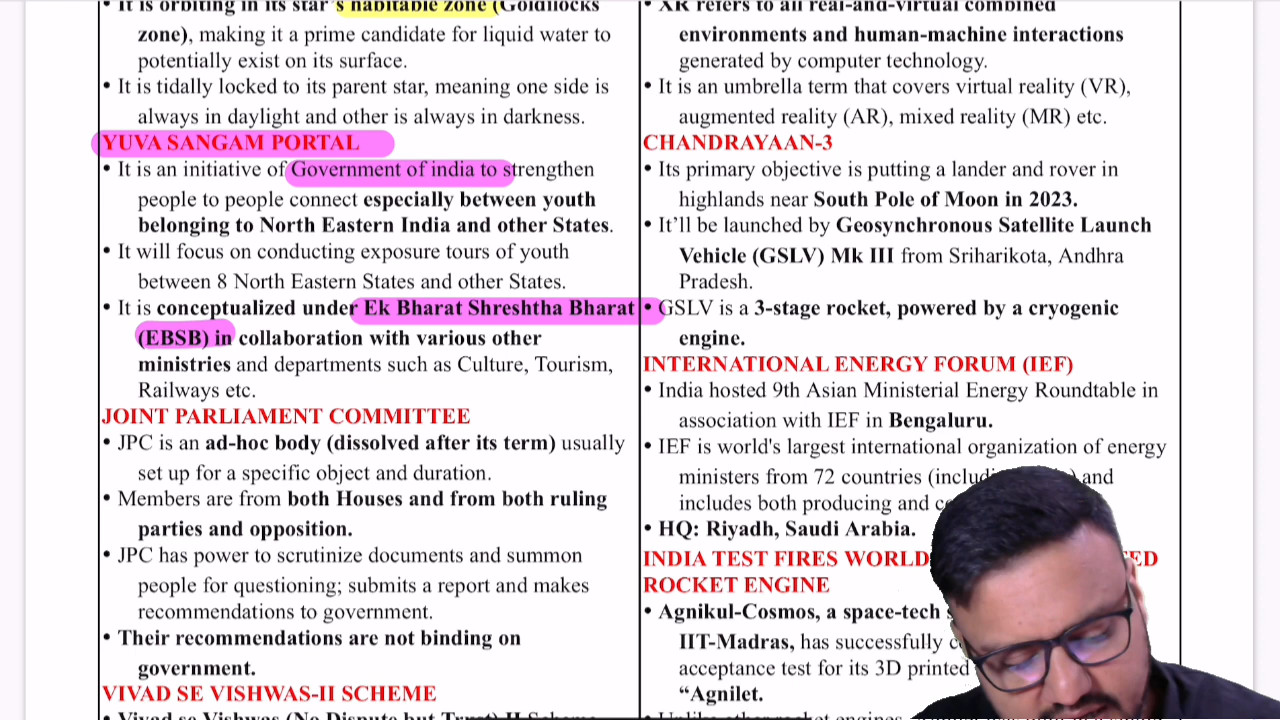 • It is orbiting in its star's habitable zone (Goldilocks
zone), making it a prime candidate for liquid water to
potentially exist on its surface.
• It is tidally locked to its parent star, meaning one side is
always in daylight and other is always in darkness.
YUVA SANGAM PORTAL
• It is an initiative of Government of india to strengthen
people to people connect especially between youth
belonging to North Eastern India and other States.
• It will focus on conducting exposure tours of youth
between 8 North Eastern States and other States.
• It is conceptualized under Ek Bharat Shreshtha Bharat
(EBSB) in collaboration with various other
ministries and departments such as Culture, Tourism,
Railways etc.
JOINT PARLIAMENT COMMITTEE
• JPC is an ad-hoc body (dissolved after its term) usually
set up for a specific object and duration.
• Members are from both Houses and from both ruling
parties and opposition.
• JPC has power to scrutinize documents and summon
people for questioning; submits a report and makes
recommendations to government.
• Their recommendations are not binding on
government.
VIVAD SE VISHWAS-II SCHEME
• Vivad se Vishwas (No Dispute but Trust) II Scheme
• XR refers to all real-and-virtual combined
environments and human-machine interactions
generated by computer technology.
• It is an umbrella term that covers virtual reality (VR),
augmented reality (AR), mixed reality (MR) etc.
CHANDRAYAAN-3
• Its primary objective is putting a lander and rover in
highlands near South Pole of Moon in 2023.
• It'll be launched by Geosynchronous Satellite Launch
Vehicle (GSLV) Mk III from Sriharikota, Andhra
Pradesh.
• GSLV is a 3-stage rocket, powered by a cryogenic
engine.
INTERNATIONAL ENERGY FORUM (IEF)
• India hosted 9th Asian Ministerial Energy Roundtable in
association with IEF in Bengaluru.
• IEF is world's largest international organization of energy
ministers from 72 countries and
includes both producing and
• HQ: Riyadh, Saudi Arabia.
INDIA TEST FIRES
ROCKET ENGINE
• Agnikul-Cosmos, a space-tech
IIT-Madras, has successfully
acceptance test for its 3D printed
"Agnilet.
• Unlike other rocket engines